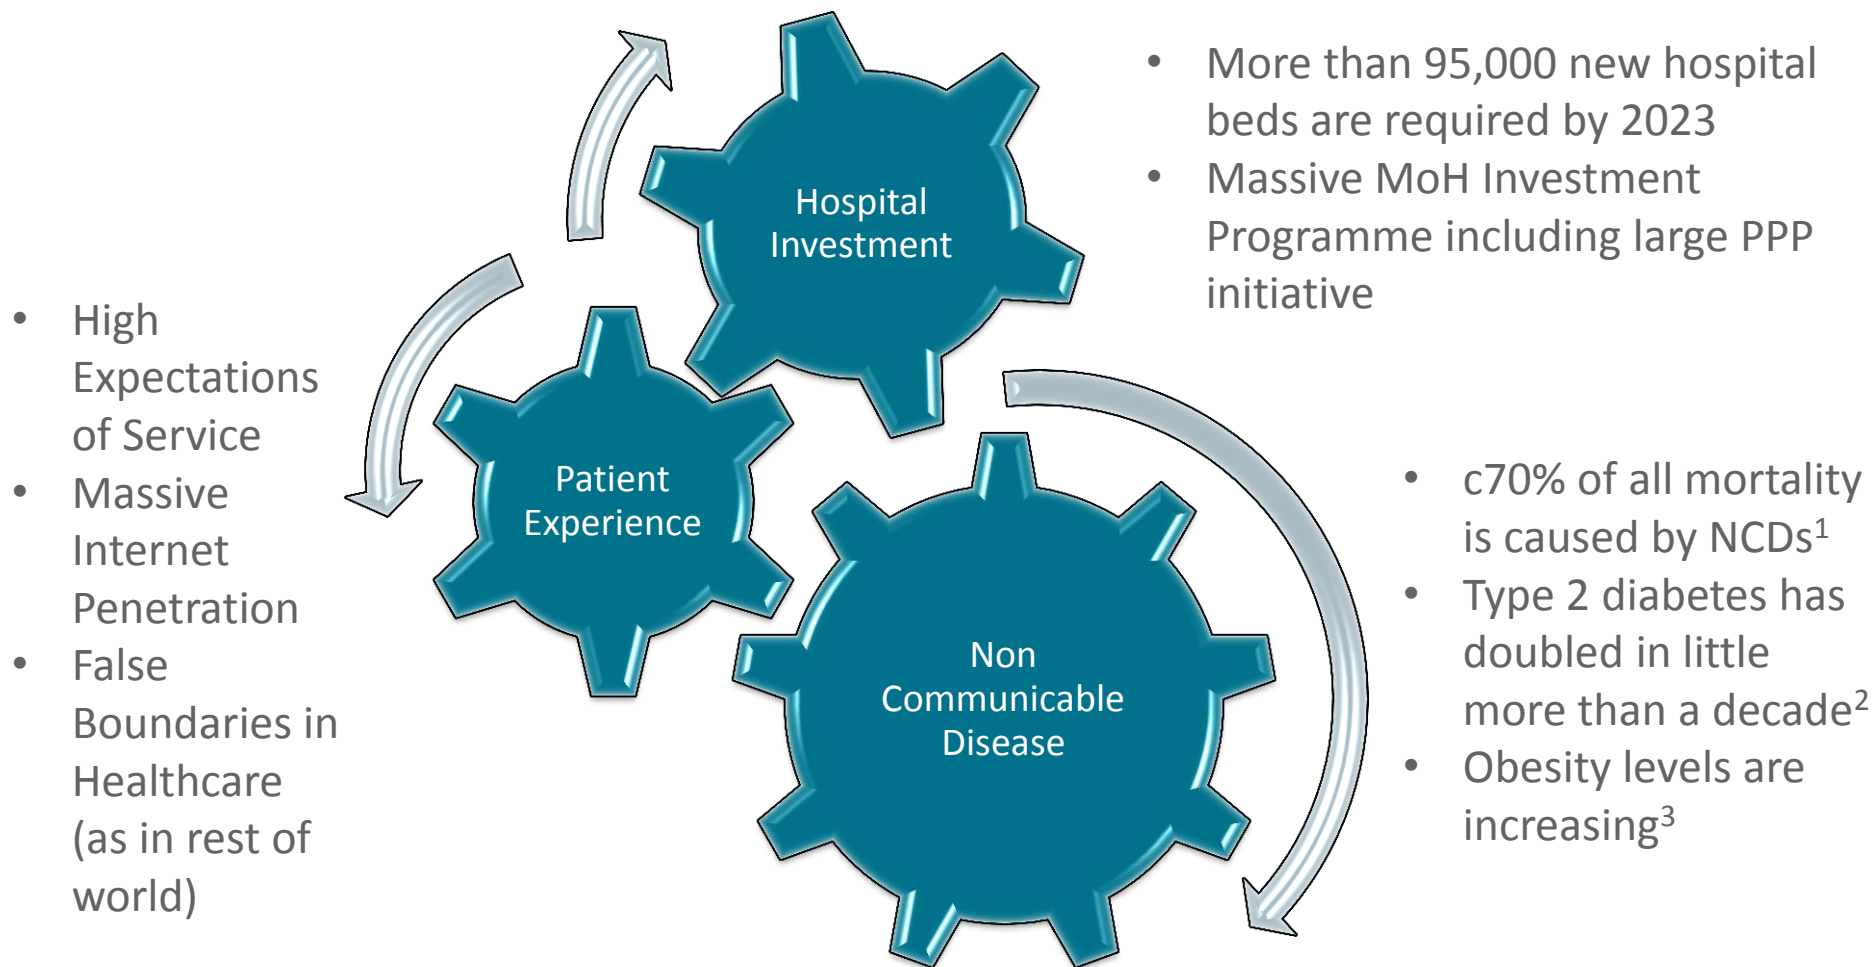 Hospital
Investment
• More than 95,000 new hospital
beds are required by 2023
• Massive MoH Investment
Programme including large PPP
initiative
• High
Expectations
of Service
• Massive
Internet
Penetration
• False
Boundaries in
Healthcare
(as in rest of
world)
Patient
Experience
Non
Communicable
Disease
• c70% of all mortality
is caused by NCDs¹
• Type 2 diabetes has
doubled in little
more than a decade²
• Obesity levels are
increasing³